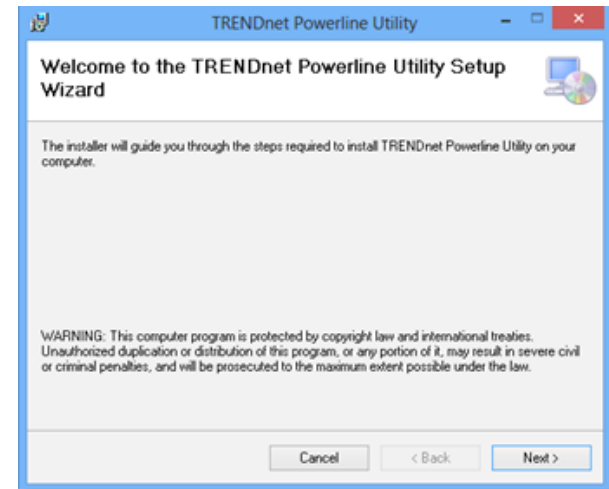 TRENDnet Powerline Utility
Welcome to the TRENDnet Powerline Utility Setup
Wizard
The installer will guide you through the steps required to install TRENDnet Powerline Utility on your
computer.
WARNING: This computer program is protected by copyright law and international treaties.
Unauthorized duplication or distribution of this program, or any portion of it, may result in severe civil
or criminal penalties, and will be prosecuted to the maximum extent possible under the law.
Cancel
< Back
Next >